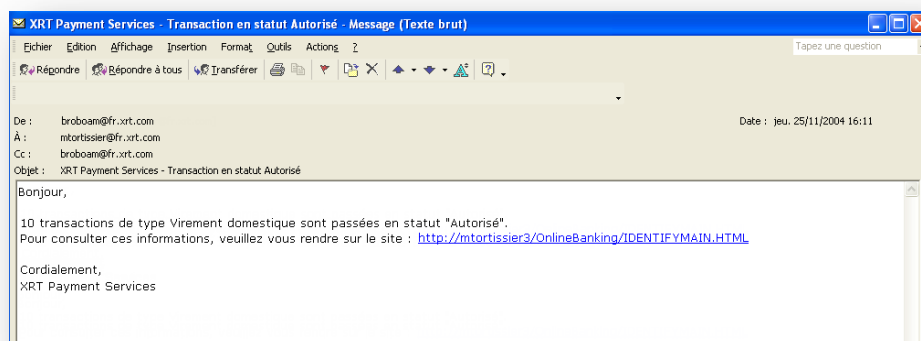 XRT Payment Services - Transaction en statut Autorisé - Message (Texte brut)
Fichier Edition Affichage Insertion Format Outils Actions ? Tapez une question
Répondre Répondre à tous Transférer
De : broboam@fr.xrt.com Date : jeu. 25/11/2004 16:11
À : mtortissier@fr.xrt.com
Cc : broboam@fr.xrt.com
Objet : XRT Payment Services - Transaction en statut Autorisé
Bonjour,
10 transactions de type Virement domestique sont passées en statut "Autorisé".
Pour consulter ces informations, veuillez vous rendre sur le site : http://mtortissier3/OnlineBanking/IDENTIFYMAIN.HTML
Cordialement,
XRT Payment Services